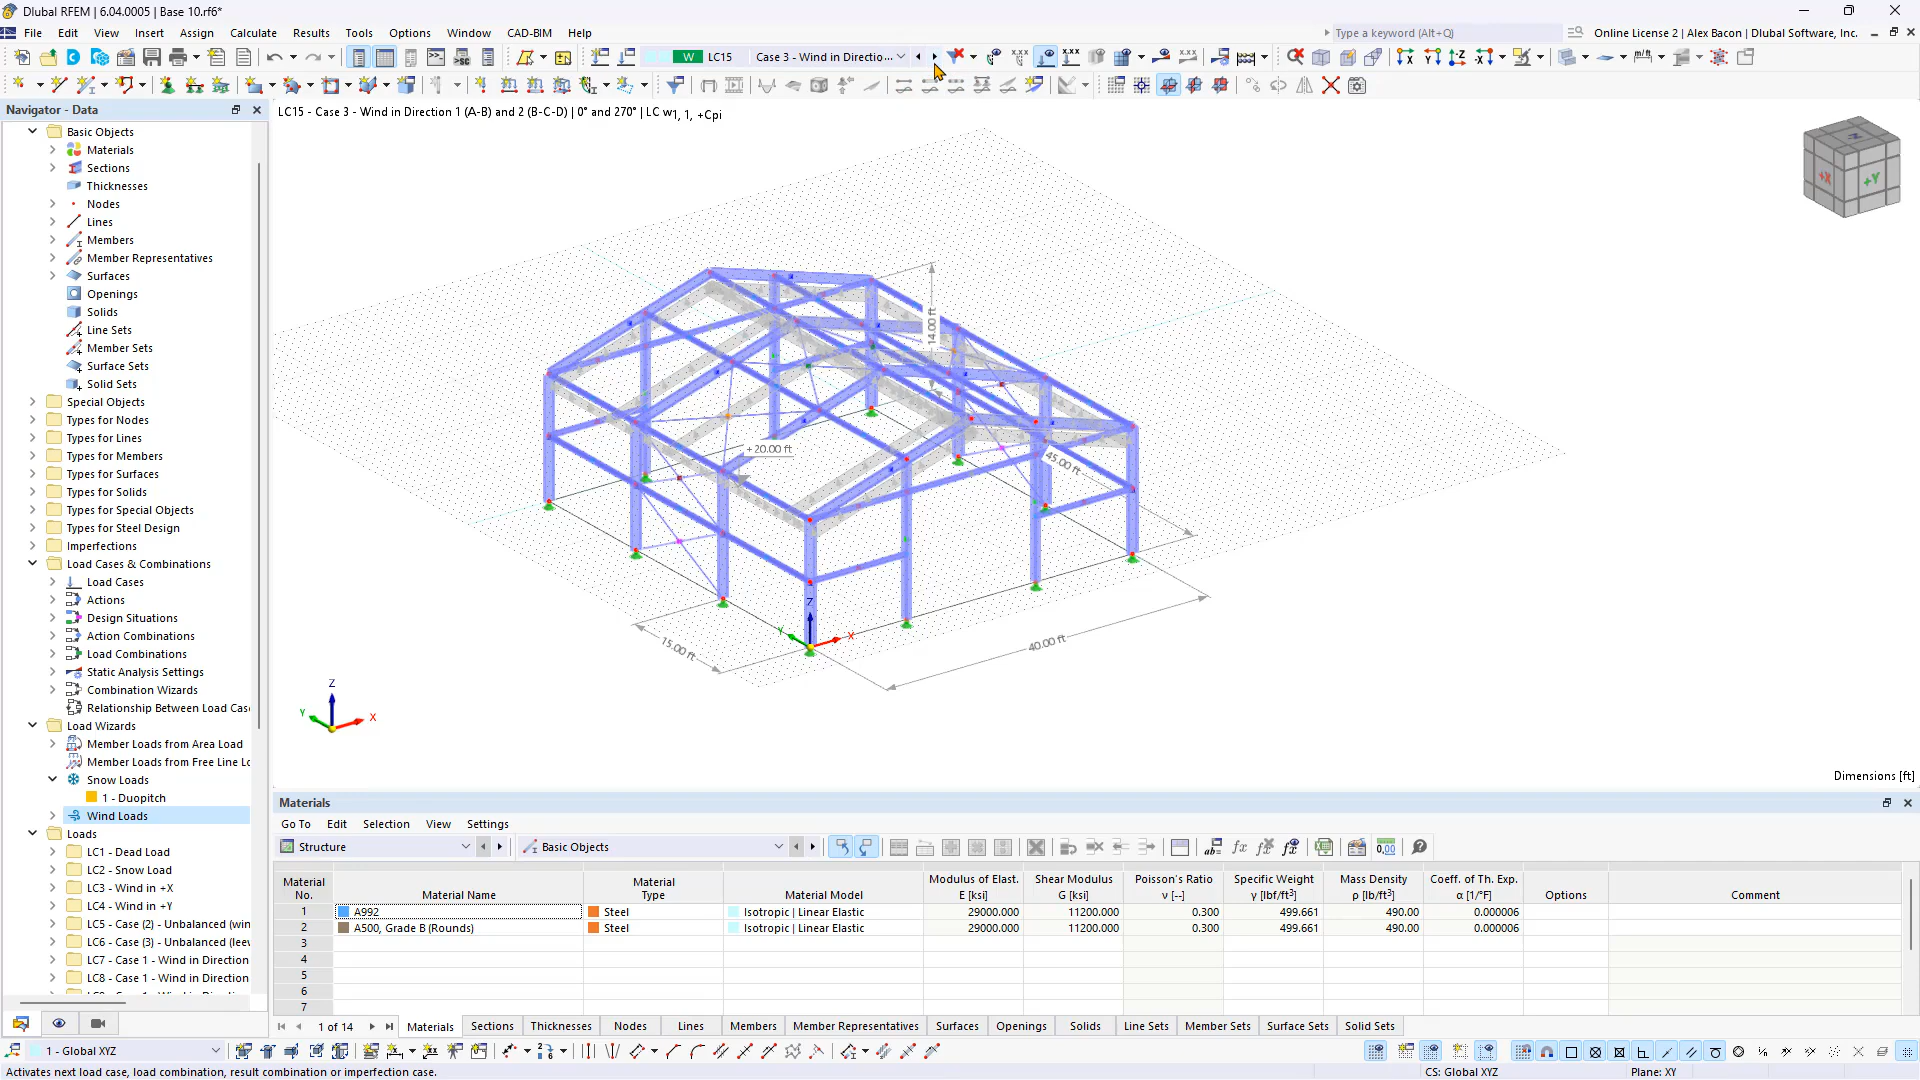 Dlubal RFEM | 6.04.0005 | Base 10.rf6*
File Edit View Insert Assign Calculate Results Tools Options Window CAD-BIM Help
Type a keyword (Alt+Q)
Online License 2 | Alex Bacon | Dlubal Software, Inc.
W LC15 Case 3 - Wind in Directio...
Navigator - Data
LC15 - Case 3 - Wind in Direction 1 (A-B) and 2 (B-C-D) | 0° and 270° | LC w1, 1, +Cpi
Basic Objects
Materials
Sections
Thicknesses
Nodes
Lines
Members
Member Representatives
Surfaces
Openings
Solids
Line Sets
Member Sets
Surface Sets
Solid Sets
Special Objects
Types for Nodes
Types for Lines
Types for Members
Types for Surfaces
Types for Solids
Types for Special Objects
Types for Steel Design
Imperfections
Load Cases & Combinations
Load Cases
Actions
Design Situations
Action Combinations
Load Combinations
Static Analysis Settings
Combination Wizards
Relationship Between Load Case
Load Wizards
Member Loads from Area Load
Member Loads from Free Line Lo
Snow Loads
1 - Duopitch
Wind Loads
Loads
LC1 - Dead Load
LC2 - Snow Load
LC3 - Wind in +X
LC4 - Wind in +Y
LC5 - Case (2) - Unbalanced (win
LC6 - Case (3) - Unbalanced (lee
LC7 - Case 1 - Wind in Direction
LC8 - Case 1 - Wind in Direction
+X +Y
14.00 ft
+20.00 ft
45.00 ft
15.00 ft
40.00 ft
Z
Y
X
Z
Y
X
Dimensions [ft]
Materials
Go To Edit Selection View Settings
Structure
Basic Objects
Material No. Material Name Material Type Material Model Modulus of Elast. E [ksi] Shear Modulus G [ksi] Poisson's Ratio ν [--] Specific Weight γ [lbf/ft³] Mass Density ρ [lb/ft³] Coeff. of Th. Exp. α [1/°F] Options Comment
1 A992 Steel Isotropic | Linear Elastic 29000.000 11200.000 0.300 499.661 490.00 0.000006
2 A500, Grade B (Rounds) Steel Isotropic | Linear Elastic 29000.000 11200.000 0.300 499.661 490.00 0.000006
3
4
5
6
7
1 of 14 Materials Sections Thicknesses Nodes Lines Members Member Representatives Surfaces Openings Solids Line Sets Member Sets Surface Sets Solid Sets
1 - Global XYZ
Activates next load case, load combination, result combination or imperfection case.
CS: Global XYZ
Plane: XY